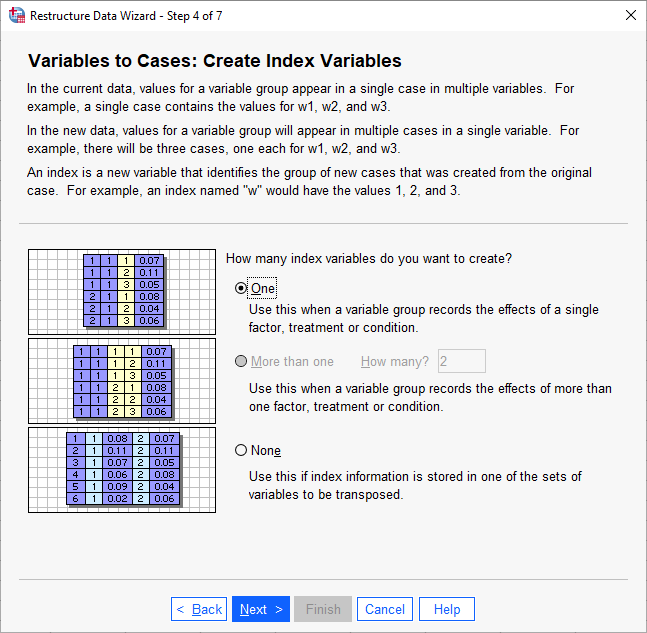 Restructure Data Wizard - Step 4 of 7
Variables to Cases: Create Index Variables
In the current data, values for a variable group appear in a single case in multiple variables.  For
example, a single case contains the values for w1, w2, and w3.
In the new data, values for a variable group will appear in multiple cases in a single variable.  For
example, there will be three cases, one each for w1, w2, and w3.
An index is a new variable that identifies the group of new cases that was created from the original
case.  For example, an index named "w" would have the values 1, 2, and 3.
1 1 1 0.07
1 1 2 0.11
1 1 3 0.05
2 1 1 0.08
2 1 2 0.04
2 1 3 0.06
How many index variables do you want to create?
One
Use this when a variable group records the effects of a single
factor, treatment or condition.
1 1 1 1 0.07
1 1 1 2 0.11
1 1 1 3 0.05
1 1 2 1 0.08
1 1 2 2 0.04
1 1 2 3 0.06
More than one How many? 2
Use this when a variable group records the effects of more than
one factor, treatment or condition.
1 1 0.08 2 0.07
2 1 0.11 2 0.11
3 1 0.07 2 0.05
4 1 0.06 2 0.08
5 1 0.09 2 0.04
6 1 0.02 2 0.06
None
Use this if index information is stored in one of the sets of
variables to be transposed.
< Back Next > Finish Cancel Help